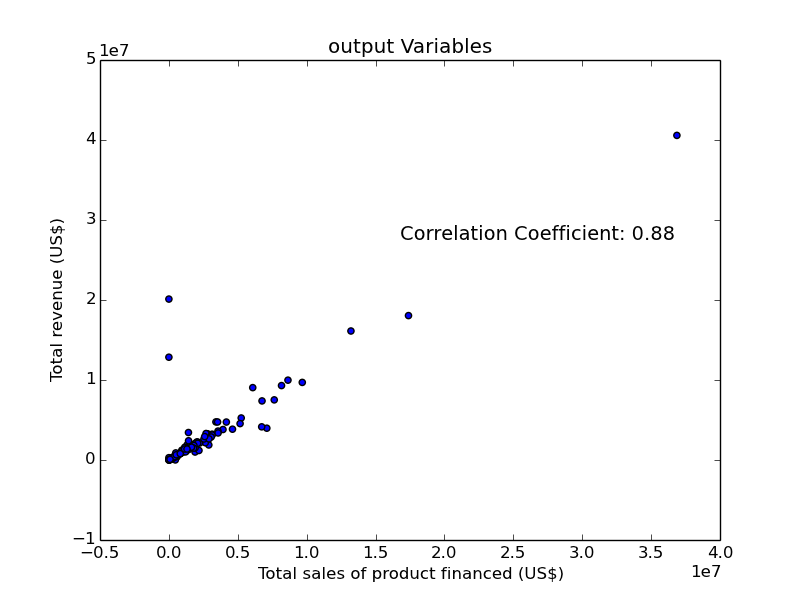 output Variables
1e7
5
4
3
2
1
0
−1
Total revenue (US$)
Correlation Coefficient: 0.88
−0.5 0.0 0.5 1.0 1.5 2.0 2.5 3.0 3.5 4.0
Total sales of product financed (US$)
1e7